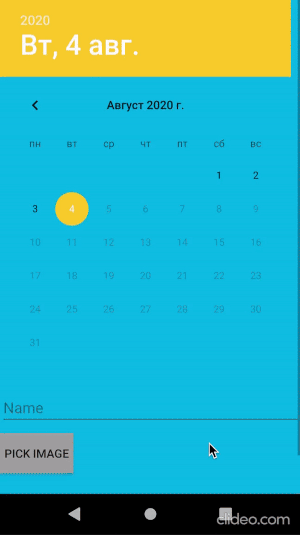 2020
Вт, 4 авг.
Август 2020 г.
пн вт ср чт пт сб вс
1 2
3 4 5 6 7 8 9
10 11 12 13 14 15 16
17 18 19 20 21 22 23
24 25 26 27 28 29 30
31
Name
PICK IMAGE
clideo.com